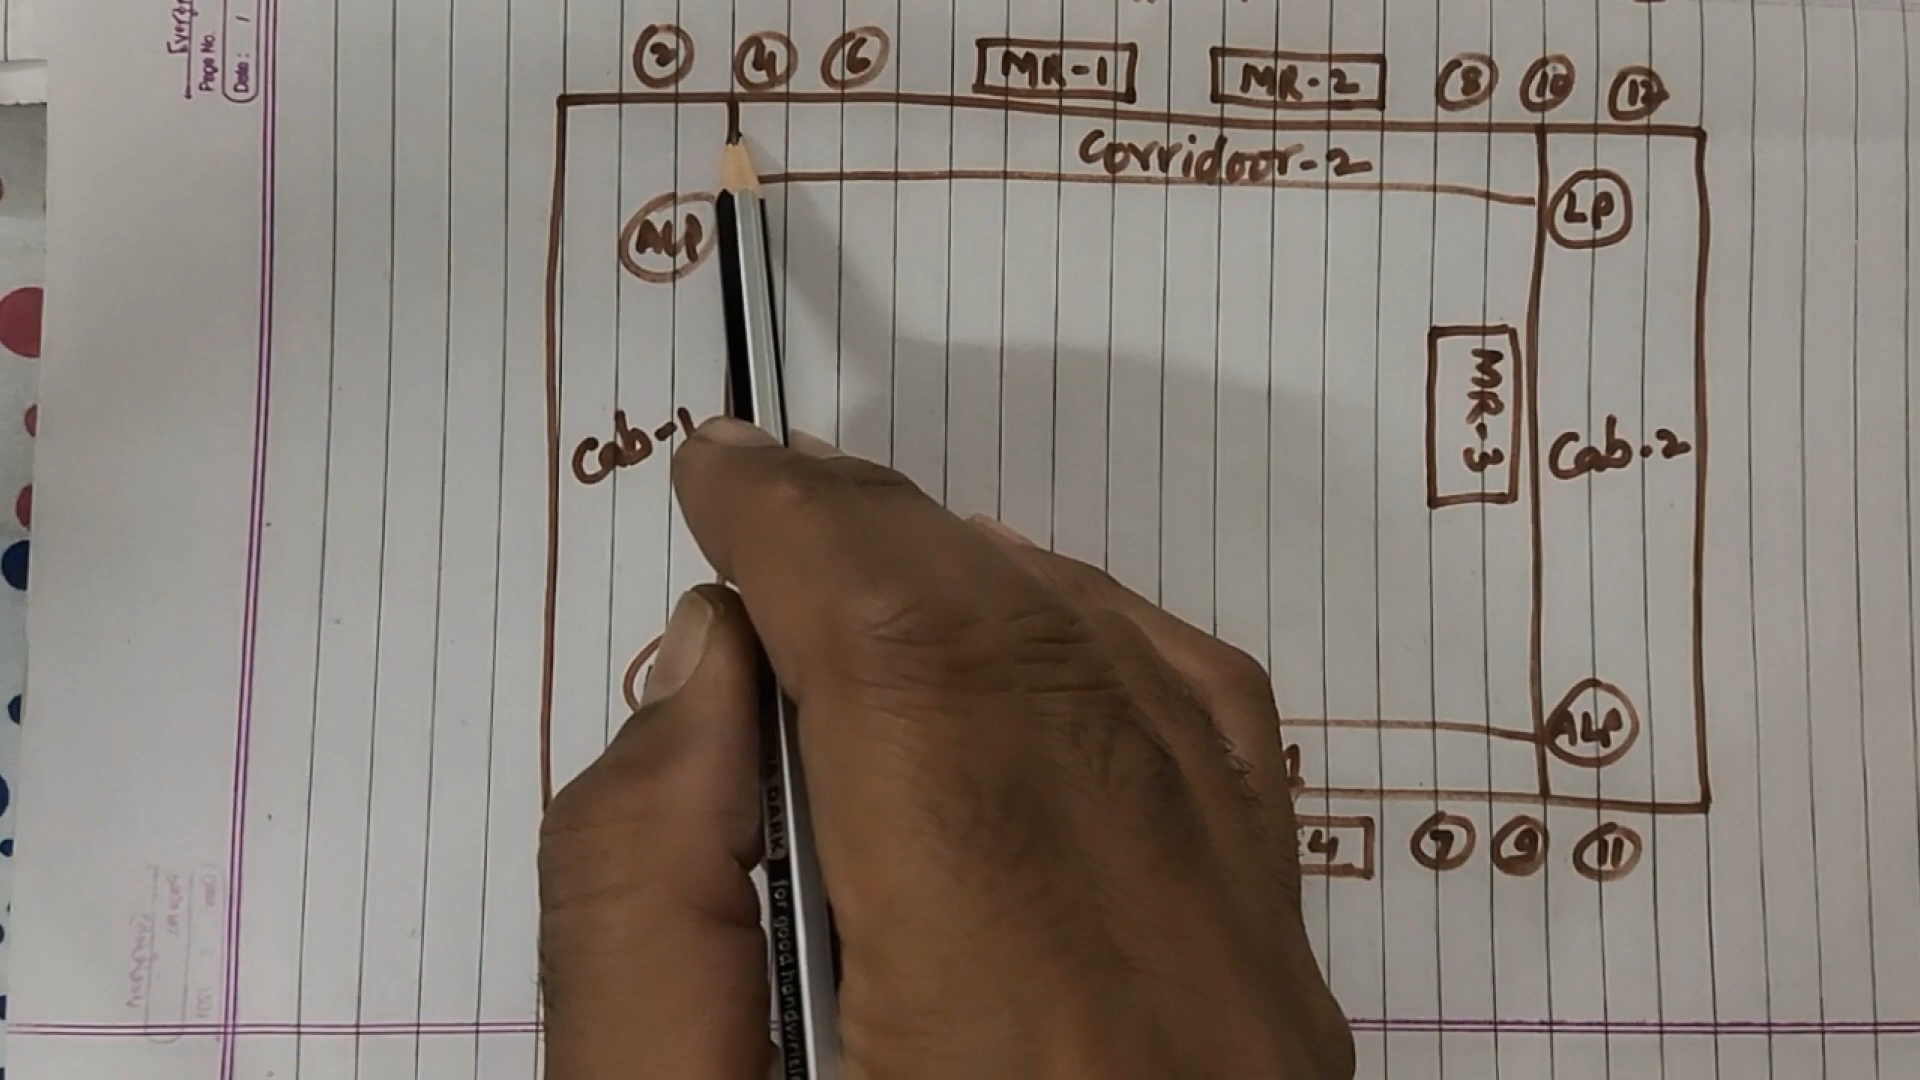 Page No.
Date: /
2 4 6 MR-1 MR-2 8 10 12
Corridoor-2
ALP
LP
MR-3
Cab-1
Cab-2
ALP
4
7 9 11
DARK
for good handwriti